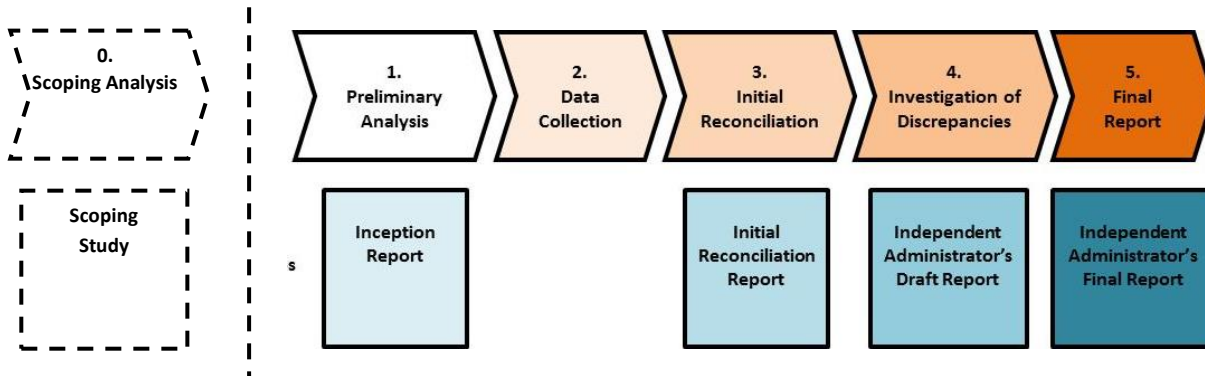 0.
Scoping Analysis
1.
Preliminary
Analysis
2.
Data
Collection
3.
Initial
Reconciliation
4.
Investigation of
Discrepancies
5.
Final
Report
Scoping
Study
s
Inception
Report
Initial
Reconciliation
Report
Independent
Administrator’s
Draft Report
Independent
Administrator’s
Final Report